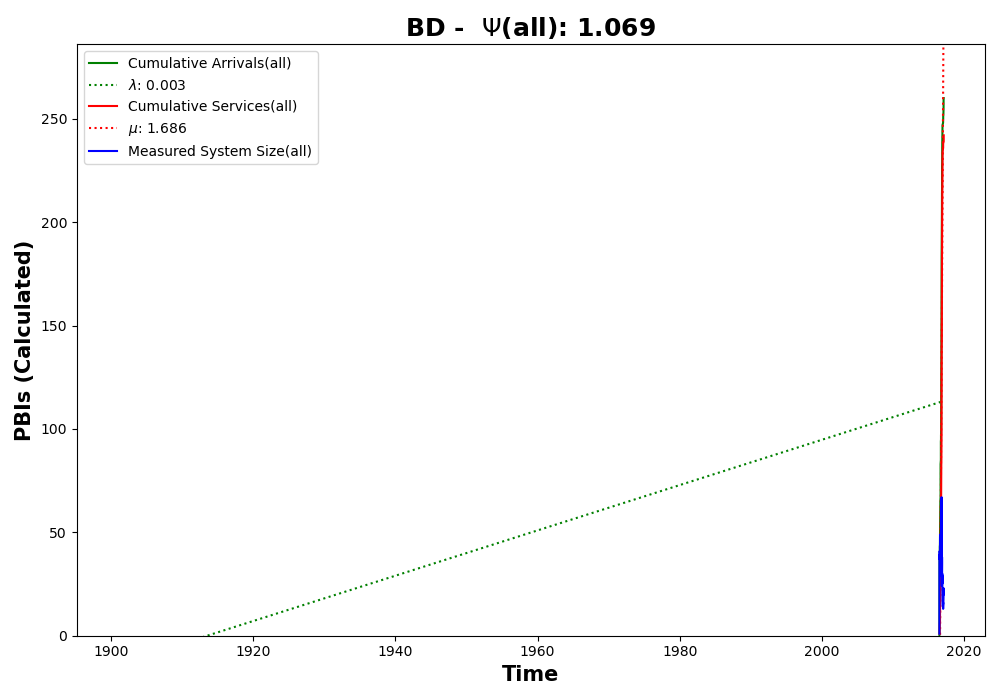 BD - Ψ(all): 1.069
Cumulative Arrivals(all)
λ: 0.003
Cumulative Services(all)
μ: 1.686
Measured System Size(all)
PBIs (Calculated)
250
200
150
100
50
0
1900 1920 1940 1960 1980 2000 2020
Time